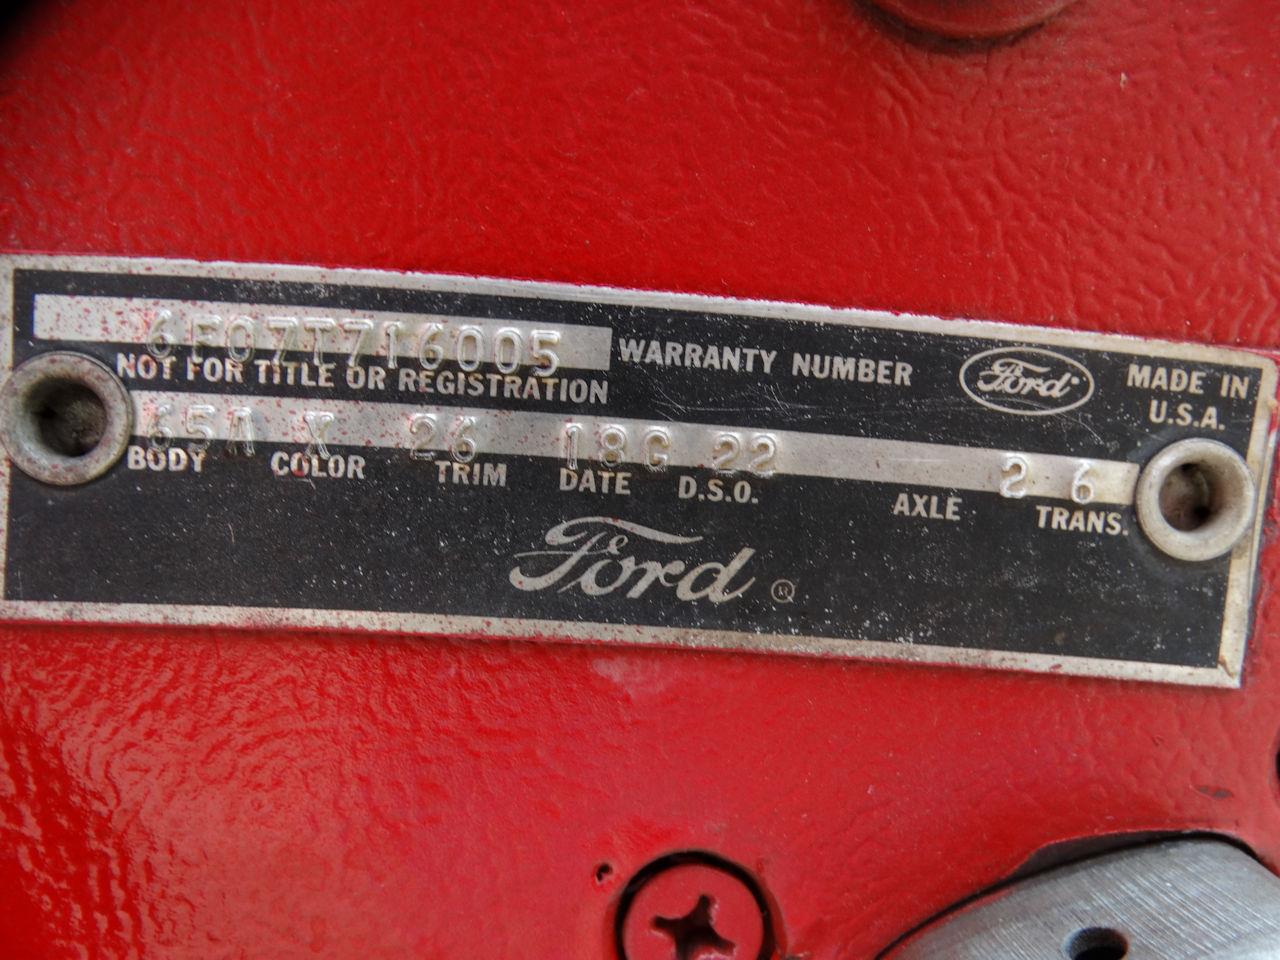 6F07T716005 WARRANTY NUMBER Ford MADE IN U.S.A.
NOT FOR TITLE OR REGISTRATION
65A X 26 18G 22 2 6
BODY COLOR TRIM DATE D.S.O. AXLE TRANS.
Ford ®